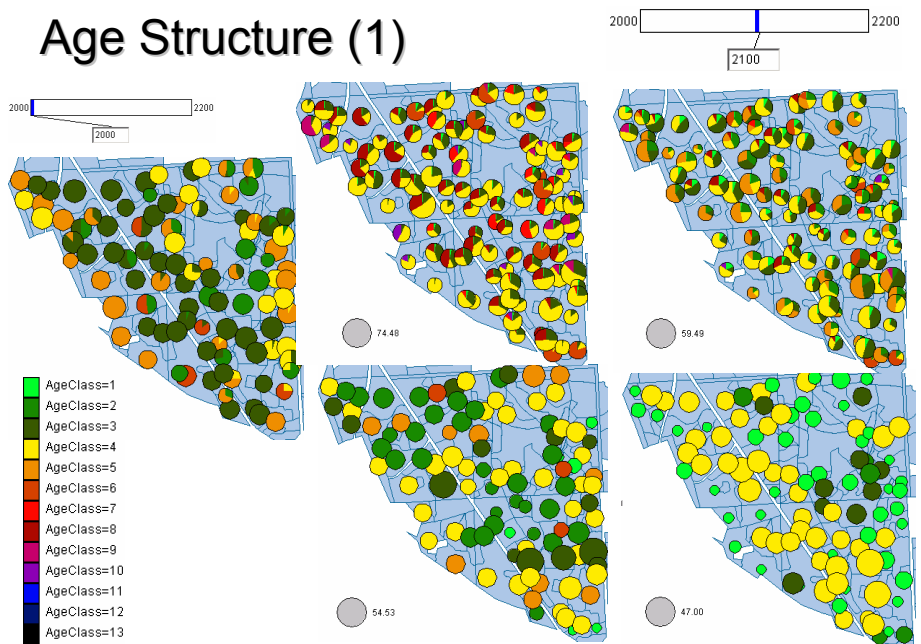 Age Structure (1)
2000 2200
2100
2000 2200
2000
74.48
59.49
AgeClass=1
AgeClass=2
AgeClass=3
AgeClass=4
AgeClass=5
AgeClass=6
AgeClass=7
AgeClass=8
AgeClass=9
AgeClass=10
AgeClass=11
AgeClass=12
AgeClass=13
54.53
47.00